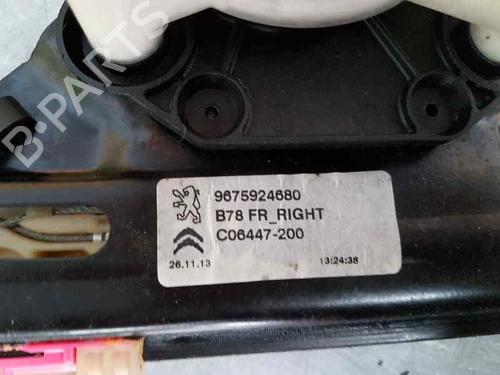 B-PARTS
9675924680
B78 FR_RIGHT
C06447-200
26.11.13
13:24:38